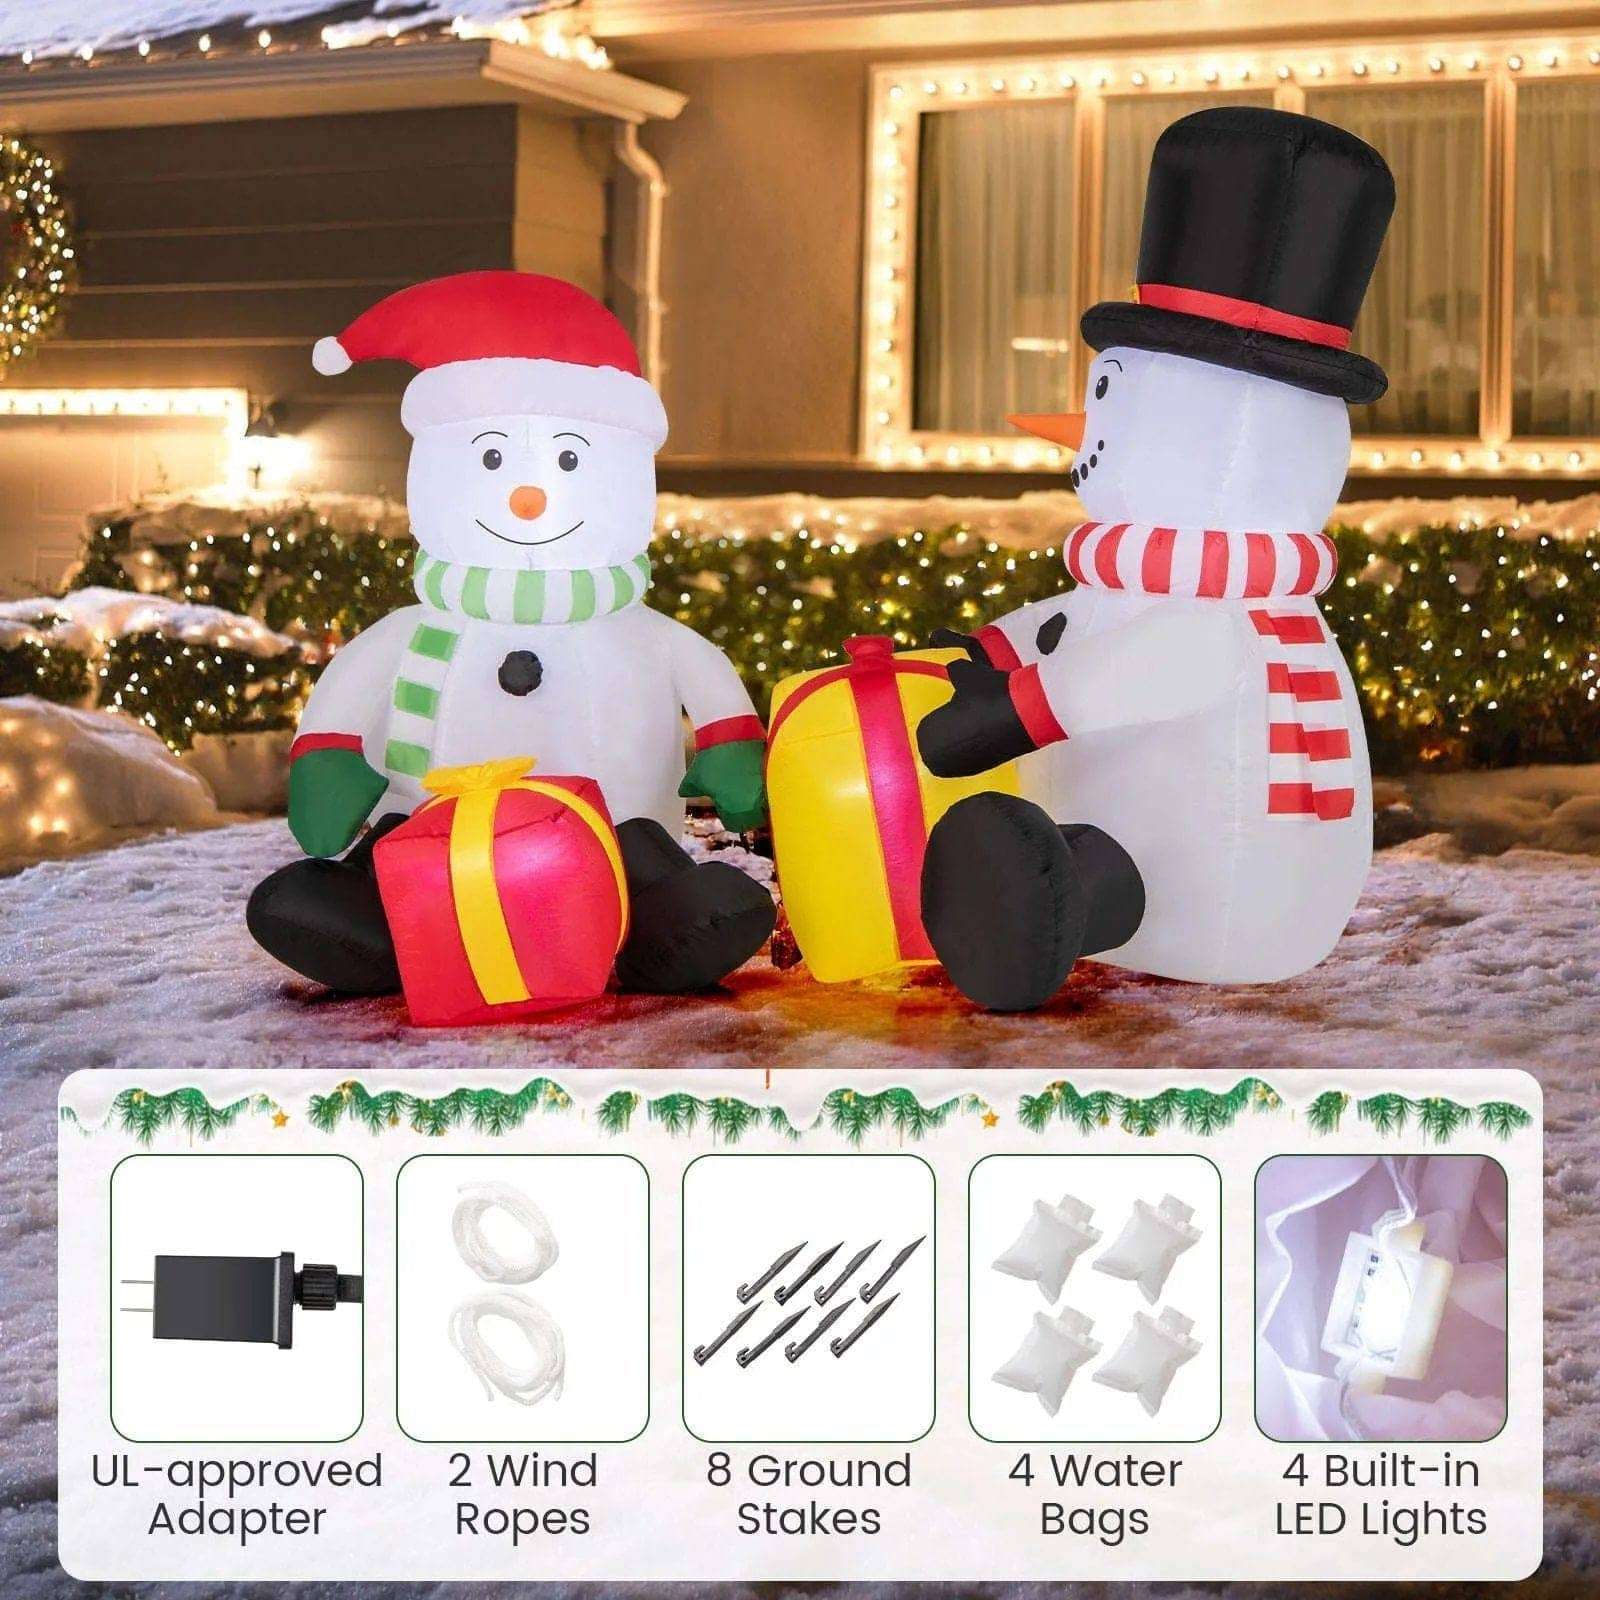 UL-approved
Adapter
2 Wind
Ropes
8 Ground
Stakes
4 Water
Bags
4 Built-in
LED Lights